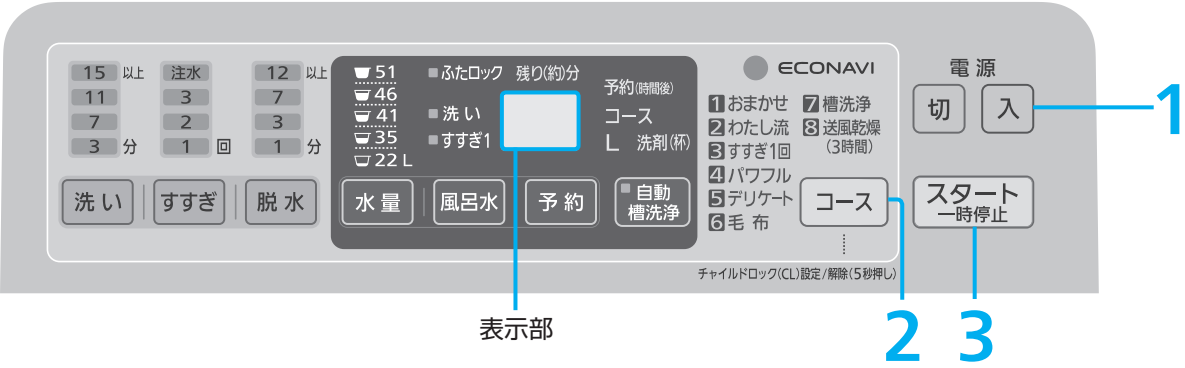 15 以上
11
7
3 分
注水
3
2
1 回
12 以上
7
3
1 分
洗い
すすぎ
脱水
51
46
41
35
22 L
ふたロック
洗い
すすぎ1
残り(約)分
予約(時間後)
コース
L 洗剤(杯)
水量
風呂水
予約
自動
槽洗浄
表示部
ECONAVI
1 おまかせ
2 わたし流
3 すすぎ1回
4 パワフル
5 デリケート
6 毛布
7 槽洗浄
8 送風乾燥
(3時間)
コース
チャイルドロック(CL)設定/解除(5秒押し)
電源
切
入
スタート
一時停止
1
2
3